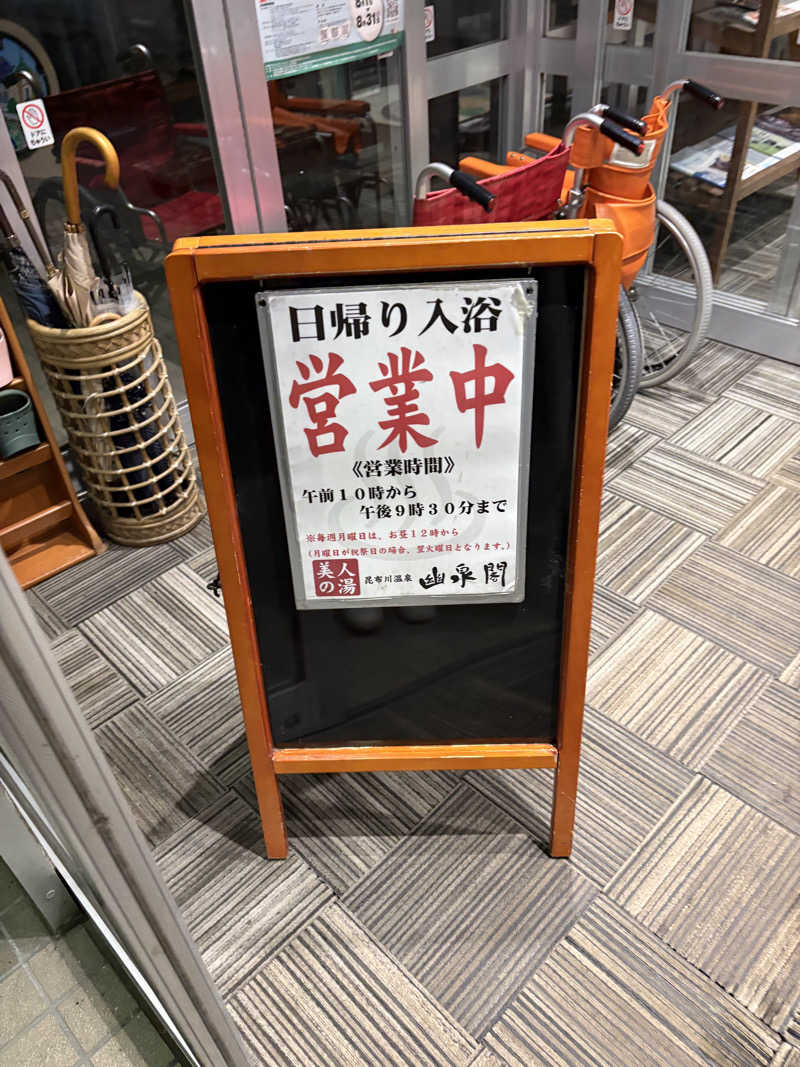 8月31
ドアに
ちゅうい
日帰り入浴
営業中
《営業時間》
午前10時から
午後9時30分まで
※毎週月曜日は、お昼12時から
(月曜日が祝祭日の場合、翌火曜日となります。)
美人
の湯
昆布川温泉
幽泉閣